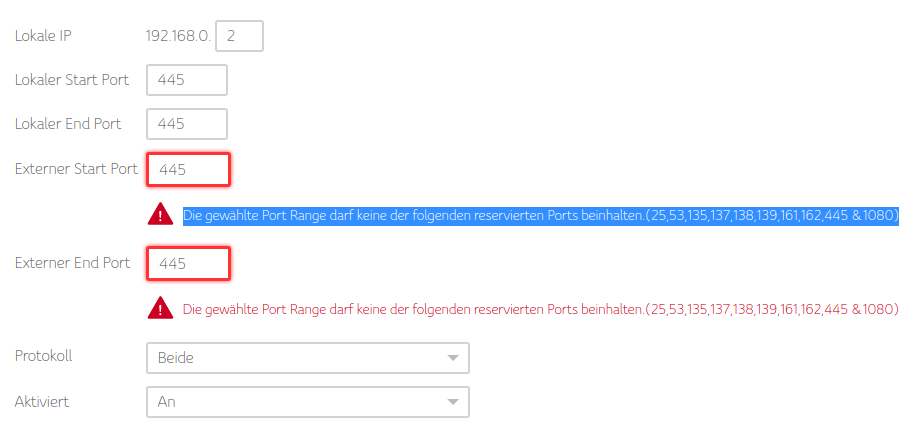 Lokale IP 192.168.0. 2
Lokaler Start Port 445
Lokaler End Port 445
Externer Start Port 445
Die gewählte Port Range darf keine der folgenden reservierten Ports beinhalten.(25,53,135,137,138,139,161,162,445 &1080)
Externer End Port 445
Die gewählte Port Range darf keine der folgenden reservierten Ports beinhalten.(25,53,135,137,138,139,161,162,445 &1080)
Protokoll Beide
Aktiviert An